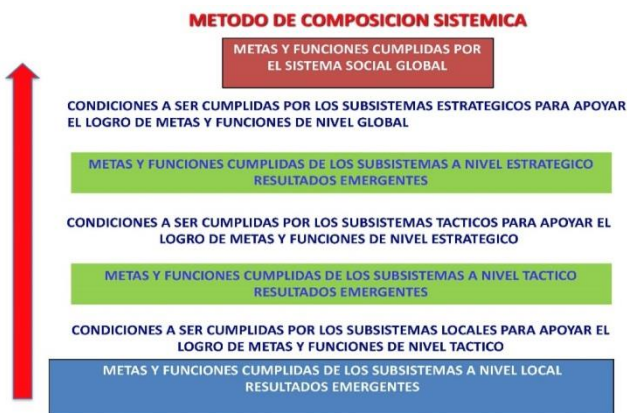 METODO DE COMPOSICION SISTEMICA
METAS Y FUNCIONES CUMPLIDAS POR
EL SISTEMA SOCIAL GLOBAL
CONDICIONES A SER CUMPLIDAS POR LOS SUBSISTEMAS ESTRATEGICOS PARA APOYAR
EL LOGRO DE METAS Y FUNCIONES DE NIVEL GLOBAL
METAS Y FUNCIONES CUMPLIDAS DE LOS SUBSISTEMAS A NIVEL ESTRATEGICO
RESULTADOS EMERGENTES
CONDICIONES A SER CUMPLIDAS POR LOS SUBSISTEMAS TACTICOS PARA APOYAR EL
LOGRO DE METAS Y FUNCIONES DE NIVEL ESTRATEGICO
METAS Y FUNCIONES CUMPLIDAS DE LOS SUBSISTEMAS A NIVEL TACTICO
RESULTADOS EMERGENTES
CONDICIONES A SER CUMPLIDAS POR LOS SUBSISTEMAS LOCALES PARA APOYAR EL
LOGRO DE METAS Y FUNCIONES DE NIVEL TACTICO
METAS Y FUNCIONES CUMPLIDAS DE LOS SUBSISTEMAS A NIVEL LOCAL
RESULTADOS EMERGENTES